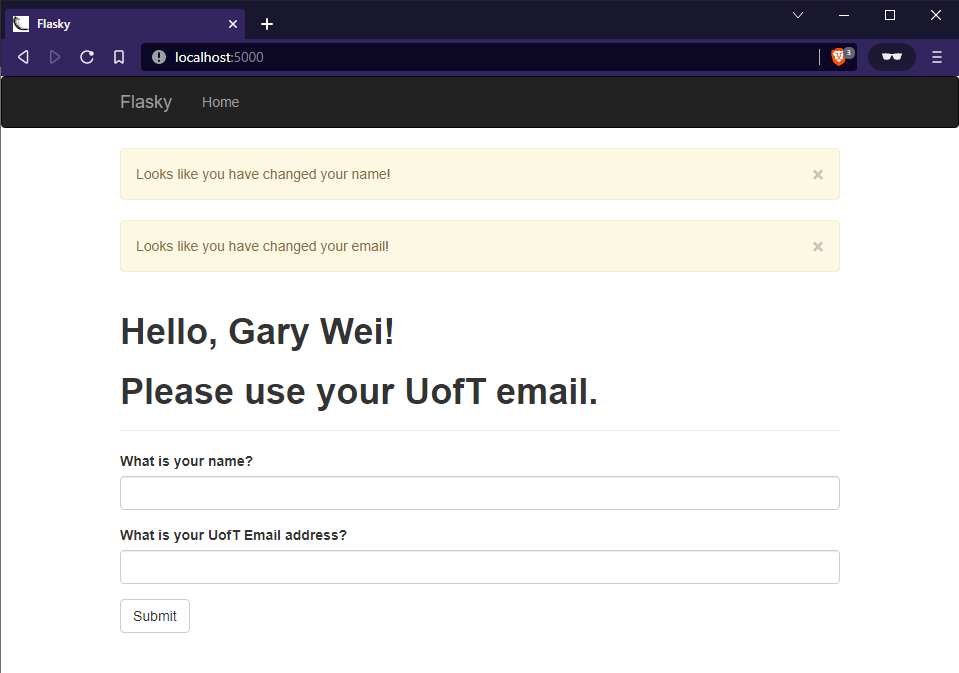 Flasky
localhost:5000
3
Flasky Home
Looks like you have changed your name! ×
Looks like you have changed your email! ×
Hello, Gary Wei!
Please use your UofT email.
What is your name?
What is your UofT Email address?
Submit